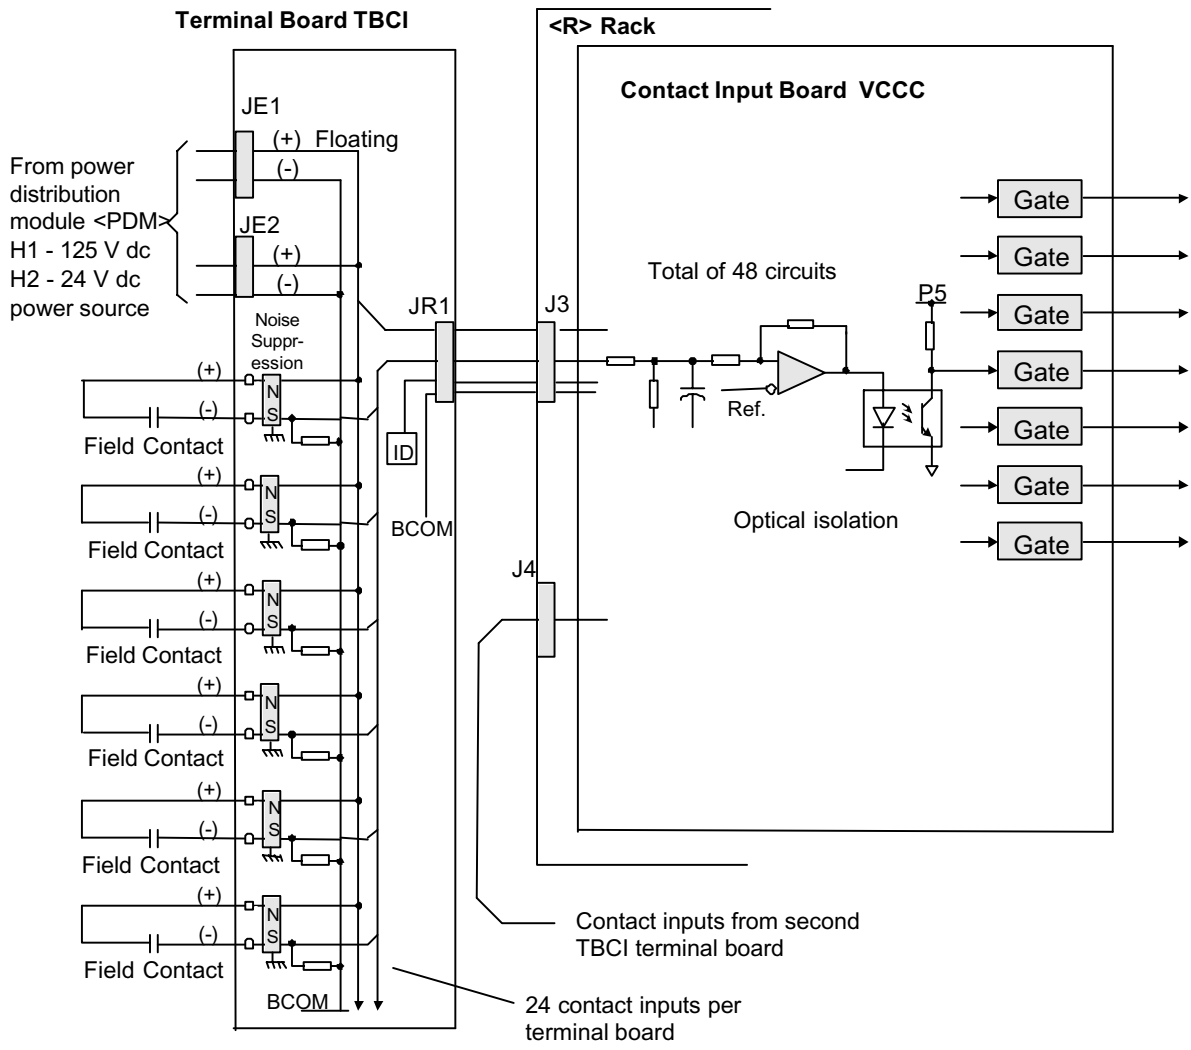 Terminal Board TBCI
<R> Rack
Contact Input Board VCCC
JE1
(+) Floating
(-)
From power
distribution
module <PDM>
H1 - 125 V dc
H2 - 24 V dc
power source
JE2
(+)
(-)
Noise
Suppr-
ession
JR1
J3
Total of 48 circuits
P5
Ref.
Optical isolation
Gate
Gate
Gate
Gate
Gate
Gate
Gate
(+)
(-)
N
S
Field Contact
ID
BCOM
(+)
(-)
N
S
Field Contact
J4
(+)
(-)
N
S
Field Contact
(+)
(-)
N
S
Field Contact
(+)
(-)
N
S
Field Contact
(+)
(-)
N
S
Field Contact
BCOM
Contact inputs from second
TBCI terminal board
24 contact inputs per
terminal board